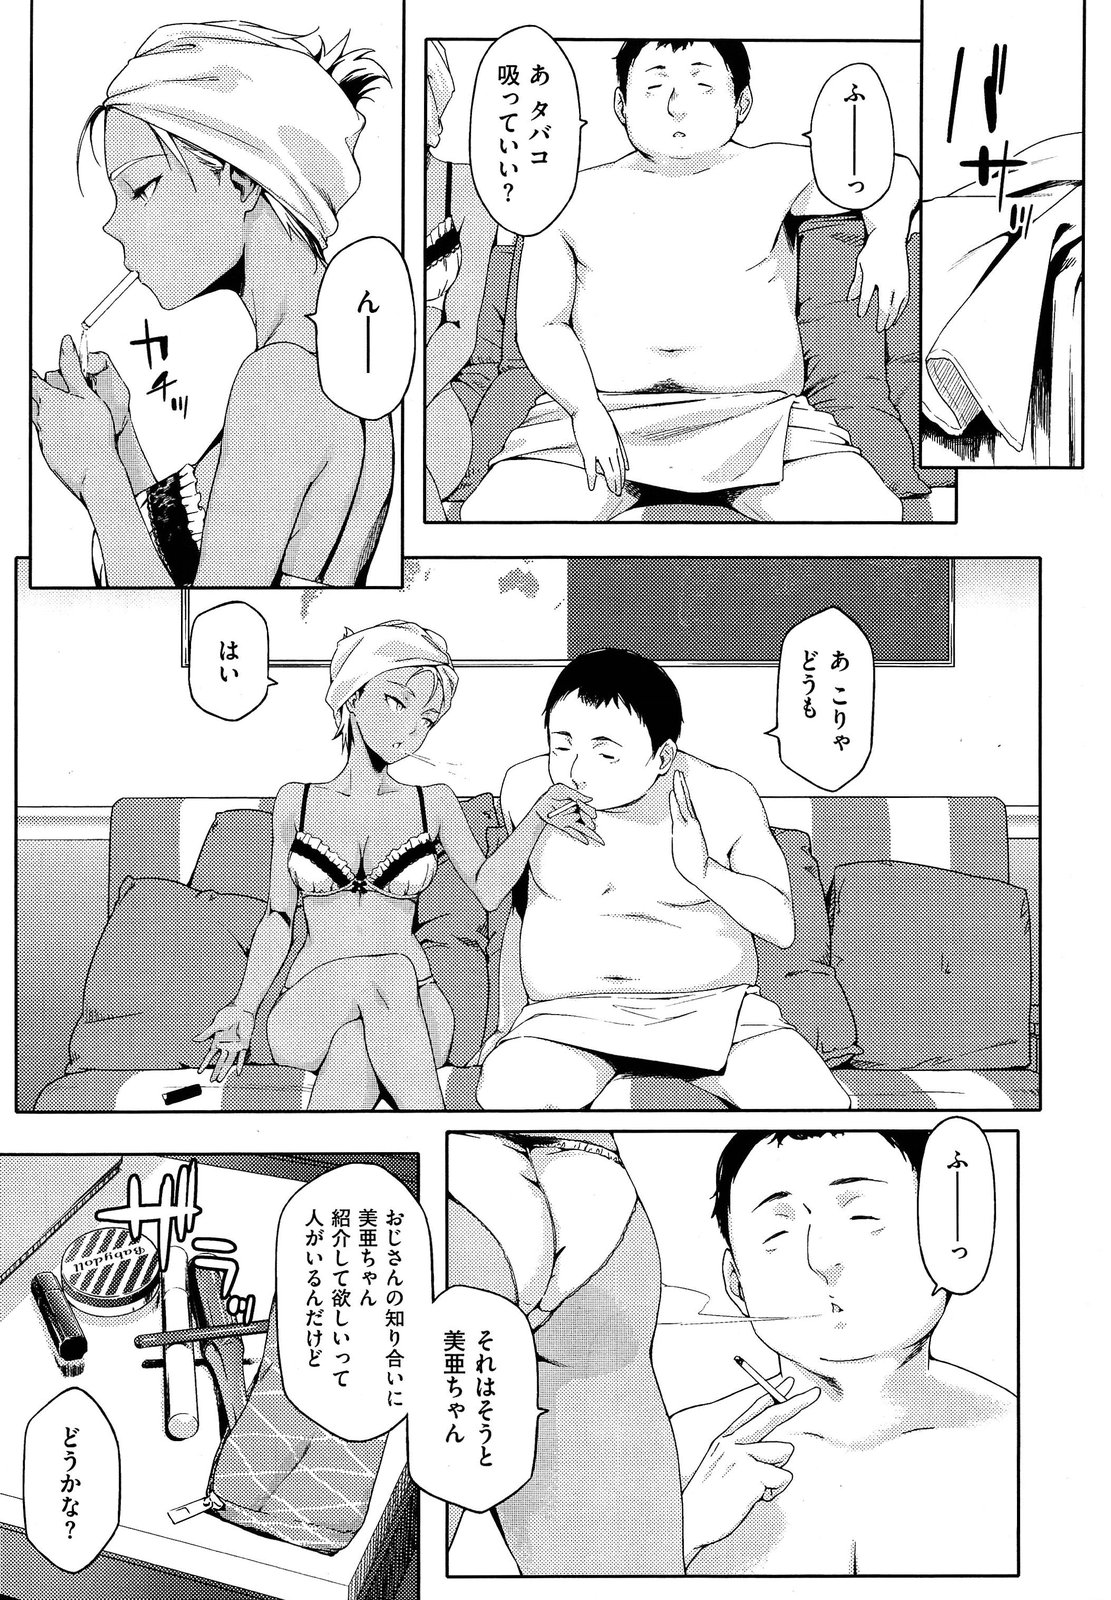 ドサッ
ふーーっ
あ タバコ
吸っていい？
んーー
カチッ
あ こりゃ
どうも
はい
ふーーっ
それはそうと
美亜ちゃん
おじさんの知り合いに
美亜ちゃん
紹介して欲しいって
人がいるんだけど
Babydoll
どうかな？